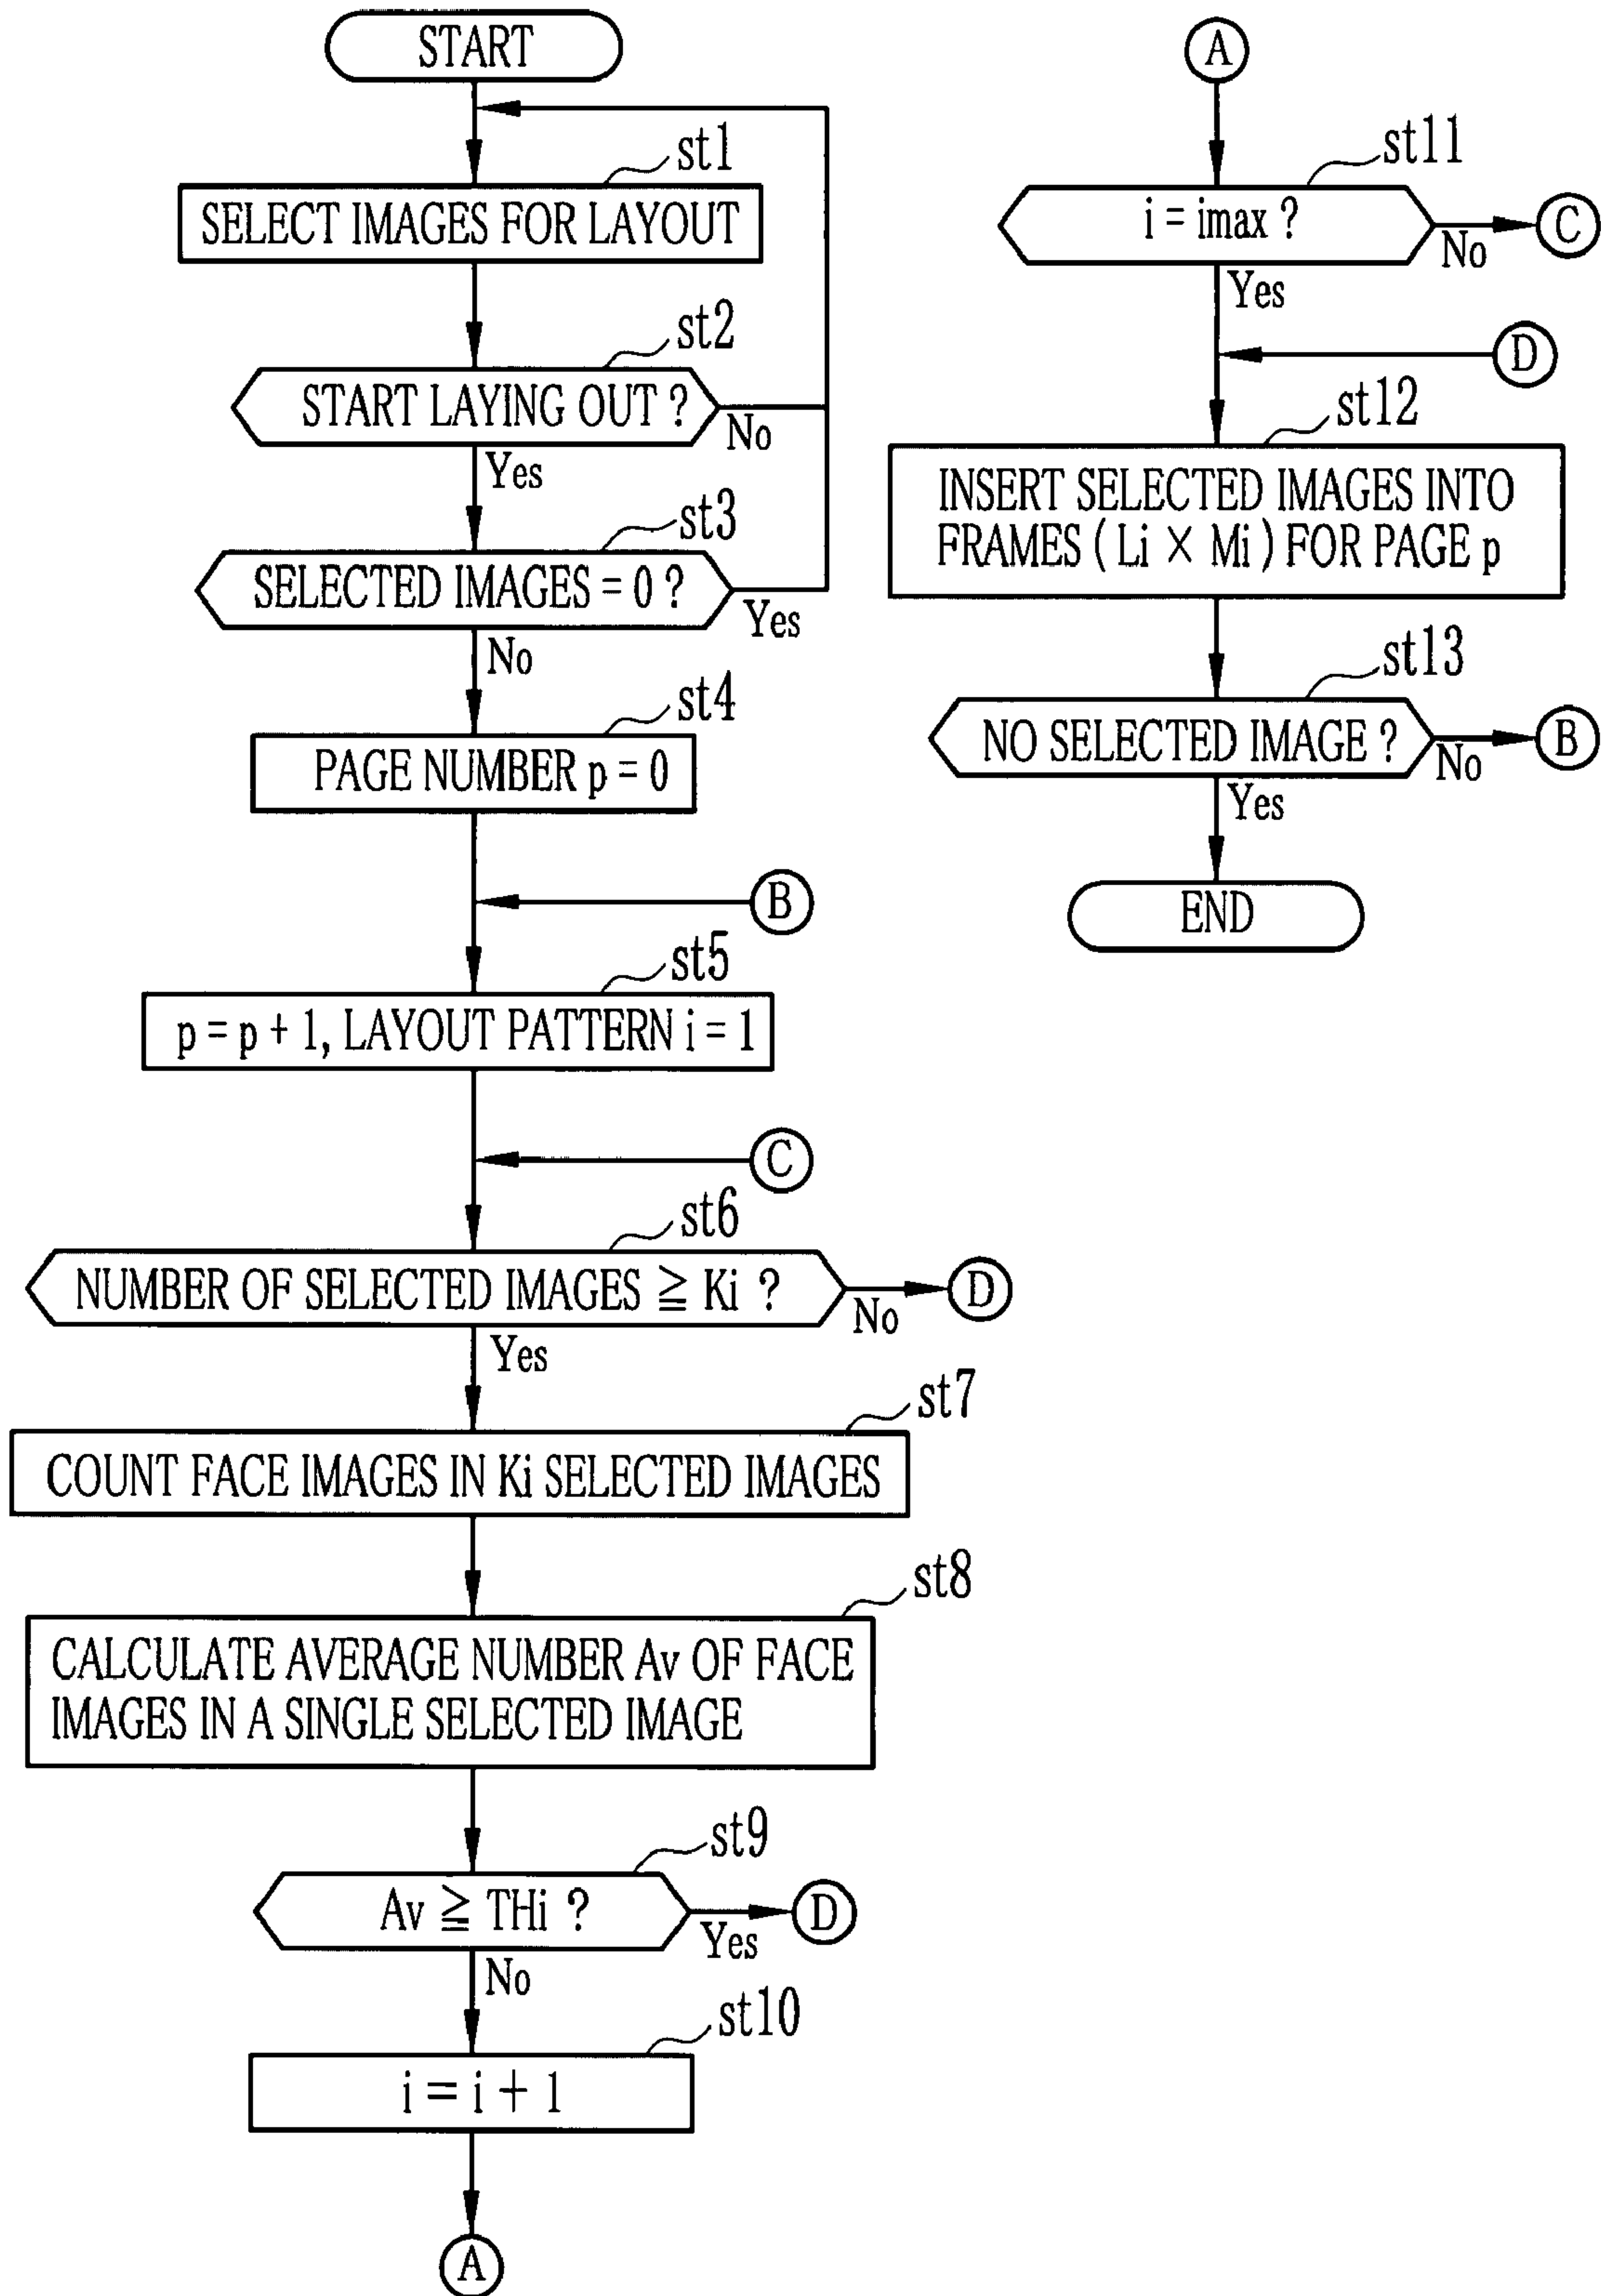 START
st1
SELECT IMAGES FOR LAYOUT
st2
START LAYING OUT ?
No
Yes
st3
SELECTED IMAGES = 0 ?
Yes
No
st4
PAGE NUMBER p = 0
B
st5
p = p + 1, LAYOUT PATTERN i = 1
C
st6
NUMBER OF SELECTED IMAGES ≧ Ki ?
D
No
Yes
st7
COUNT FACE IMAGES IN Ki SELECTED IMAGES
st8
CALCULATE AVERAGE NUMBER Av OF FACE
IMAGES IN A SINGLE SELECTED IMAGE
st9
Av ≧ THi ?
D
Yes
No
st10
i = i + 1
A
A
st11
i = imax ?
C
No
Yes
D
st12
INSERT SELECTED IMAGES INTO
FRAMES ( Li × Mi ) FOR PAGE p
st13
NO SELECTED IMAGE ?
B
No
Yes
END